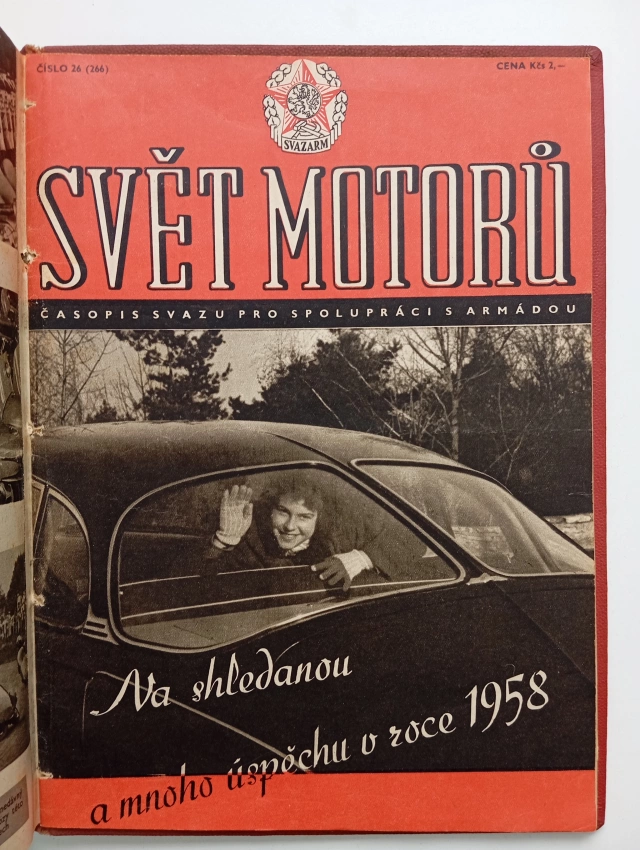 ČÍSLO 26 (266)
CENA Kčs 2,—
SVAZARM
SVĚT MOTORŮ
ČASOPIS SVAZU PRO SPOLUPRÁCI S ARMÁDOU
Na shledanou
a mnoho úspěchu v roce 1958